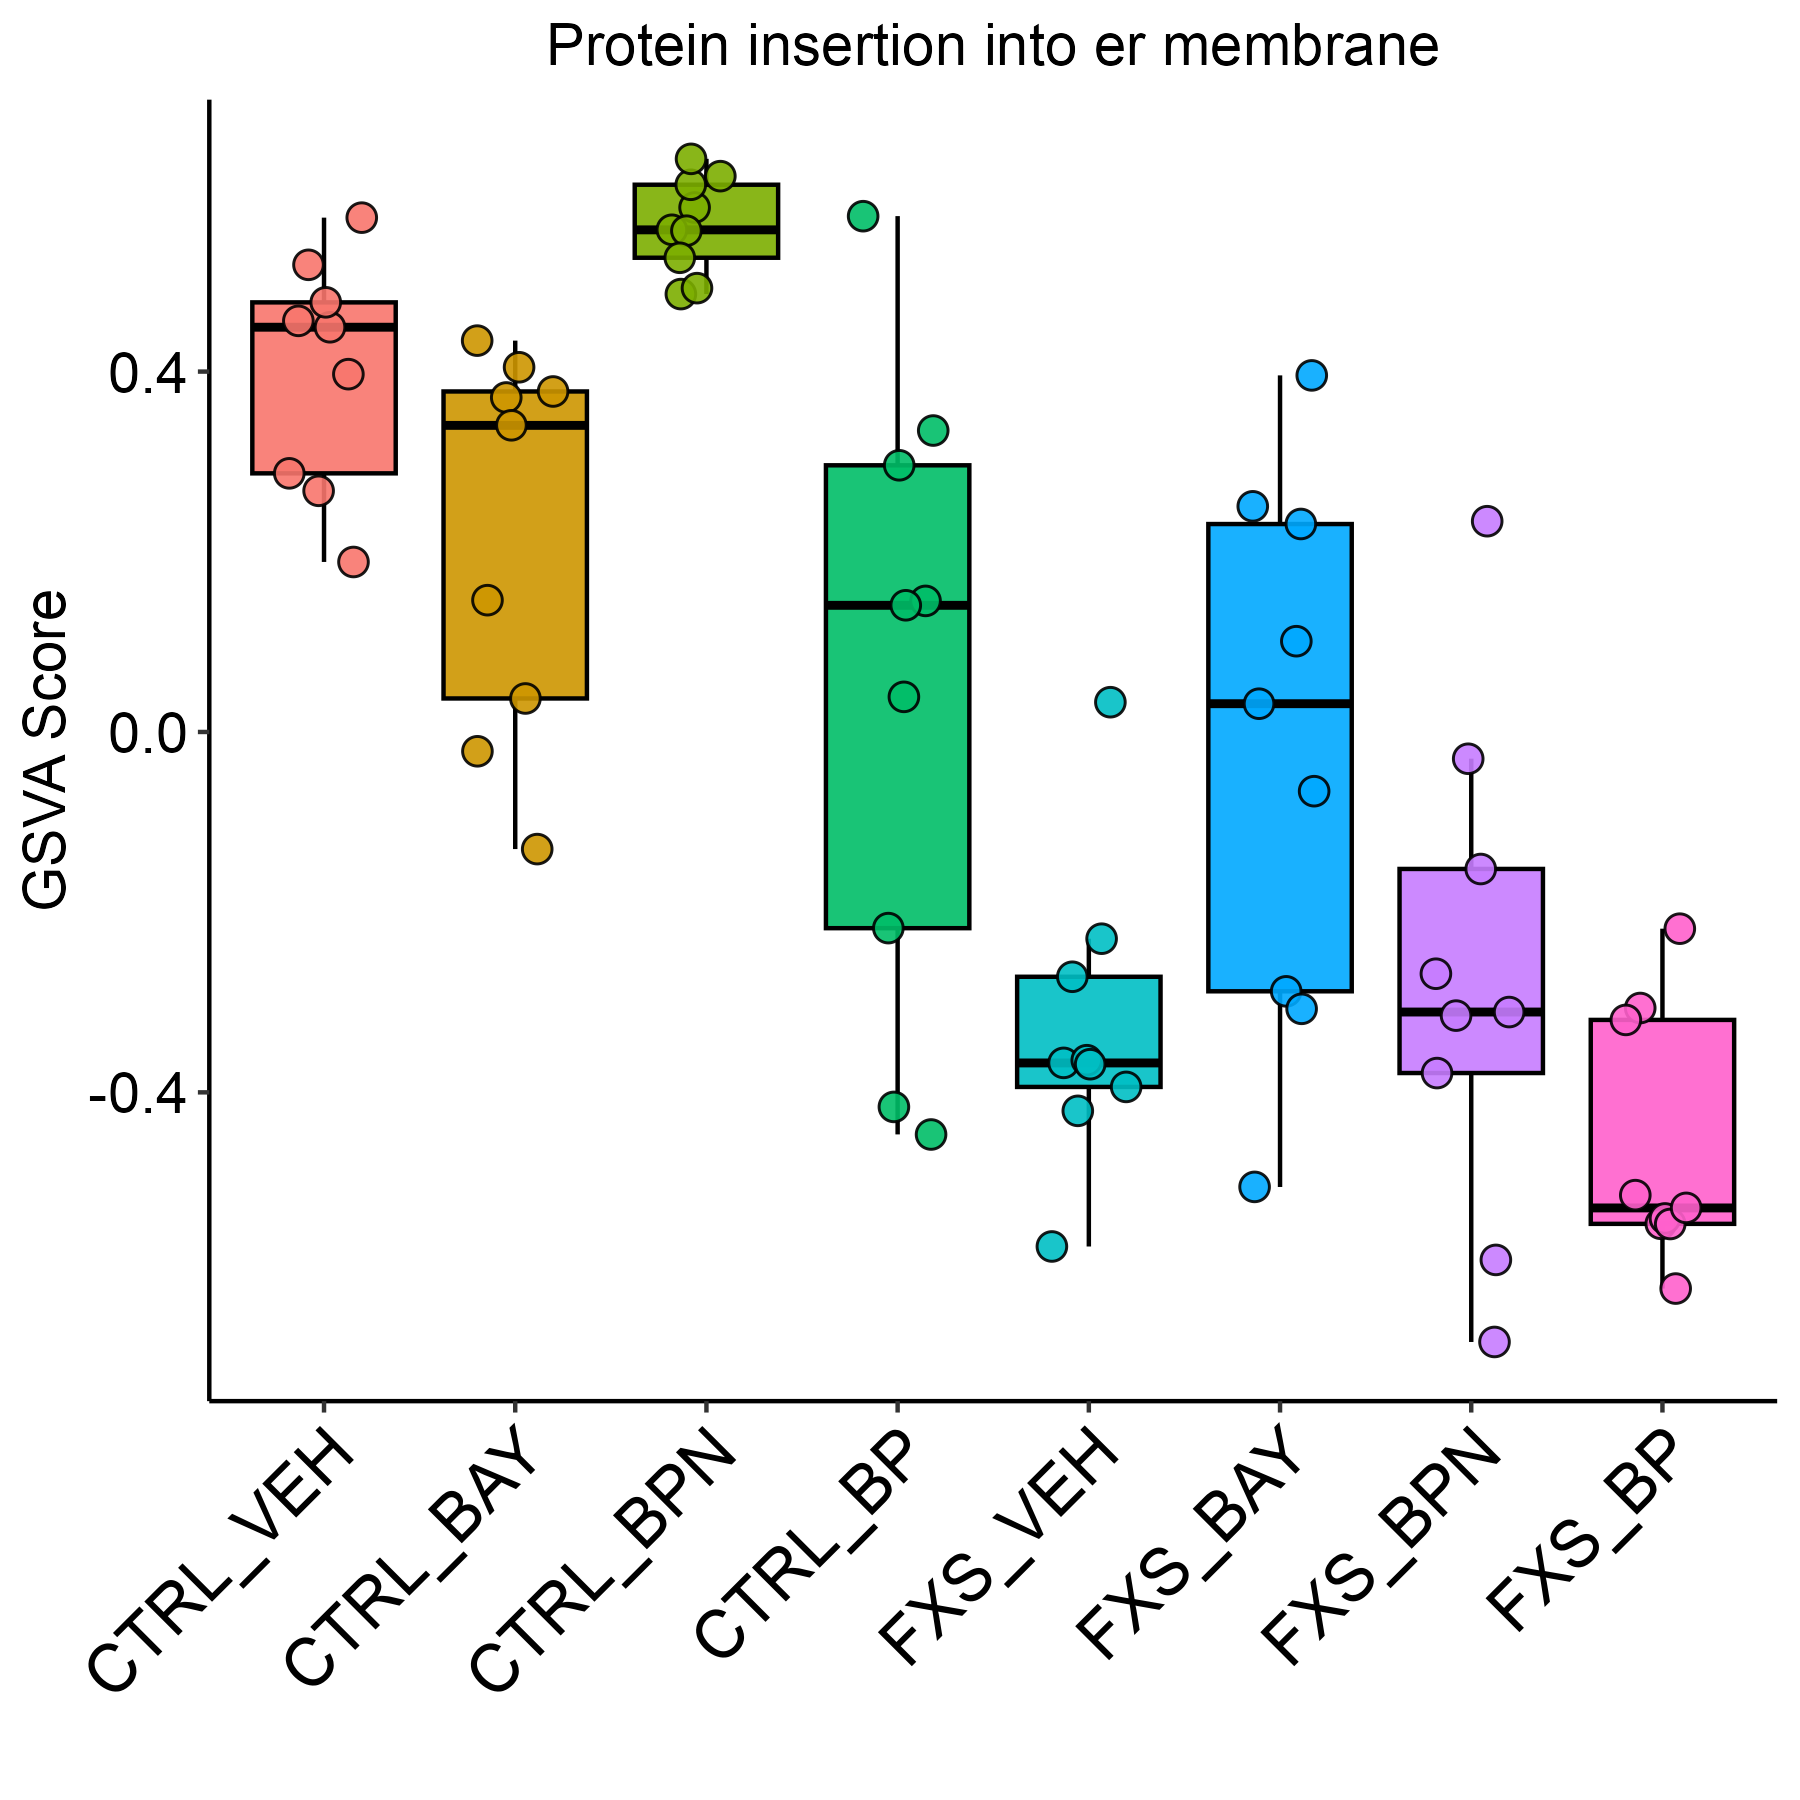 Protein insertion into er membrane
GSVA Score
0.4
0.0
-0.4
CTRL_VEH
CTRL_BAY
CTRL_BPN
CTRL_BP
FXS_VEH
FXS_BAY
FXS_BPN
FXS_BP